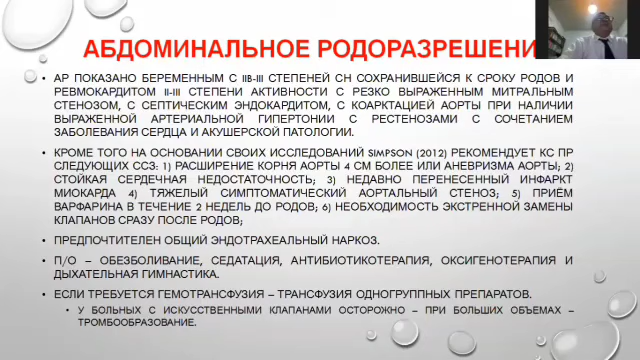 АБДОМИНАЛЬНОЕ РОДОРАЗРЕШЕНИ
• АР ПОКАЗАНО БЕРЕМЕННЫМ С IIB-III СТЕПЕНЕЙ СН СОХРАНИВШЕЙСЯ К СРОКУ РОДОВ И
РЕВМОКАРДИТОМ II-III СТЕПЕНИ АКТИВНОСТИ С РЕЗКО ВЫРАЖЕННЫМ МИТРАЛЬНЫМ
СТЕНОЗОМ, С СЕПТИЧЕСКИМ ЭНДОКАРДИТОМ, С КОАРКТАЦИЕЙ АОРТЫ ПРИ НАЛИЧИИ
ВЫРАЖЕННОЙ АРТЕРИАЛЬНОЙ ГИПЕРТОНИИ С РЕСТЕНОЗАМИ С СОЧЕТАНИЕМ
ЗАБОЛЕВАНИЯ СЕРДЦА И АКУШЕРСКОЙ ПАТОЛОГИИ.
• КРОМЕ ТОГО НА ОСНОВАНИИ СВОИХ ИССЛЕДОВАНИЙ SIMPSON (2012) РЕКОМЕНДУЕТ КС ПР
СЛЕДУЮЩИХ ССЗ: 1) РАСШИРЕНИЕ КОРНЯ АОРТЫ 4 СМ БОЛЕЕ ИЛИ АНЕВРИЗМА АОРТЫ; 2)
СТОЙКАЯ СЕРДЕЧНАЯ НЕДОСТАТОЧНОСТЬ; 3) НЕДАВНО ПЕРЕНЕСЕННЫЙ ИНФАРКТ
МИОКАРДА 4) ТЯЖЕЛЫЙ СИМПТОМАТИЧЕСКИЙ АОРТАЛЬНЫЙ СТЕНОЗ; 5) ПРИЁМ
ВАРФАРИНА В ТЕЧЕНИЕ 2 НЕДЕЛЬ ДО РОДОВ; 6) НЕОБХОДИМОСТЬ ЭКСТРЕННОЙ ЗАМЕНЫ
КЛАПАНОВ СРАЗУ ПОСЛЕ РОДОВ;
• ПРЕДПОЧТИТЕЛЕН ОБЩИЙ ЭНДОТРАХЕАЛЬНЫЙ НАРКОЗ.
• П/О – ОБЕЗБОЛИВАНИЕ, СЕДАТАЦИЯ, АНТИБИОТИКОТЕРАПИЯ, ОКСИГЕНОТЕРАПИЯ И
ДЫХАТЕЛЬНАЯ ГИМНАСТИКА.
• ЕСЛИ ТРЕБУЕТСЯ ГЕМОТРАНСФУЗИЯ – ТРАНСФУЗИЯ ОДНОГРУППНЫХ ПРЕПАРАТОВ.
• У БОЛЬНЫХ С ИСКУССТВЕННЫМИ КЛАПАНАМИ ОСТОРОЖНО – ПРИ БОЛЬШИХ ОБЪЕМАХ –
ТРОМБООБРАЗОВАНИЕ.